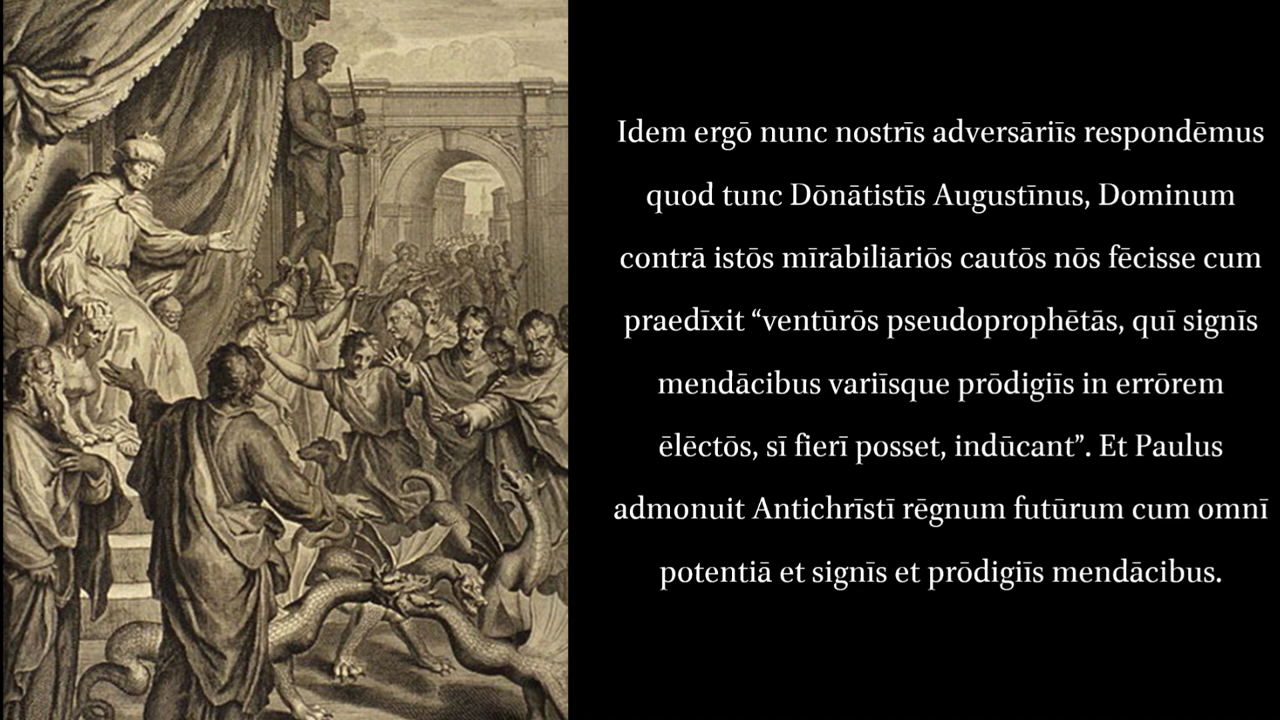 Idem ergō nunc nostrīs adversāriīs respondēmus
quod tunc Dōnātistīs Augustīnus, Dominum
contrā istōs mīrābiliāriōs cautōs nōs fēcisse cum
praedīxit “ventūrōs pseudoprophētās, quī signīs
mendācibus variīsque prōdigiīs in errōrem
ēlēctōs, sī fierī posset, indūcant”. Et Paulus
admonuit Antichrīstī rēgnum futūrum cum omnī
potentiā et signīs et prōdigiīs mendācibus.